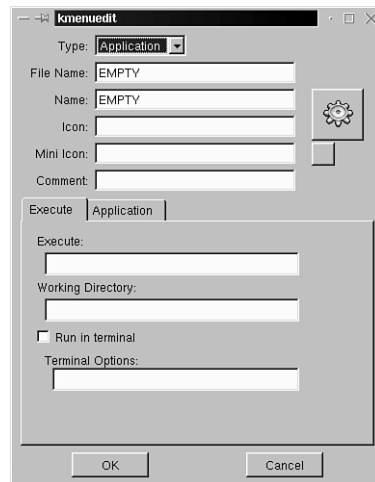 kmenuedit
Type: Application
File Name: EMPTY
Name: EMPTY
Icon:
Mini Icon:
Comment:
Execute Application
Execute:
Working Directory:
Run in terminal
Terminal Options:
OK Cancel